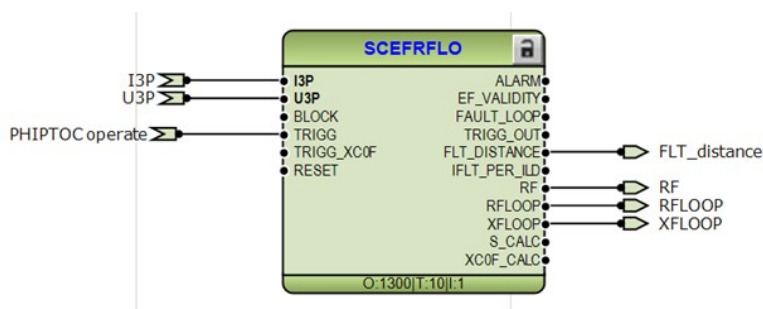 SCEFRFLO
I3P I3P ALARM
U3P U3P EF_VALIDITY
BLOCK FAULT_LOOP
PHIPTOC operate TRIGG TRIGG_OUT
TRIGG_XC0F FLT_DISTANCE FLT_distance
RESET IFLT_PER_ILD
RF RF
RFLOOP RFLOOP
XFLOOP XFLOOP
S_CALC
XC0F_CALC
O:1300|T:10|I:1